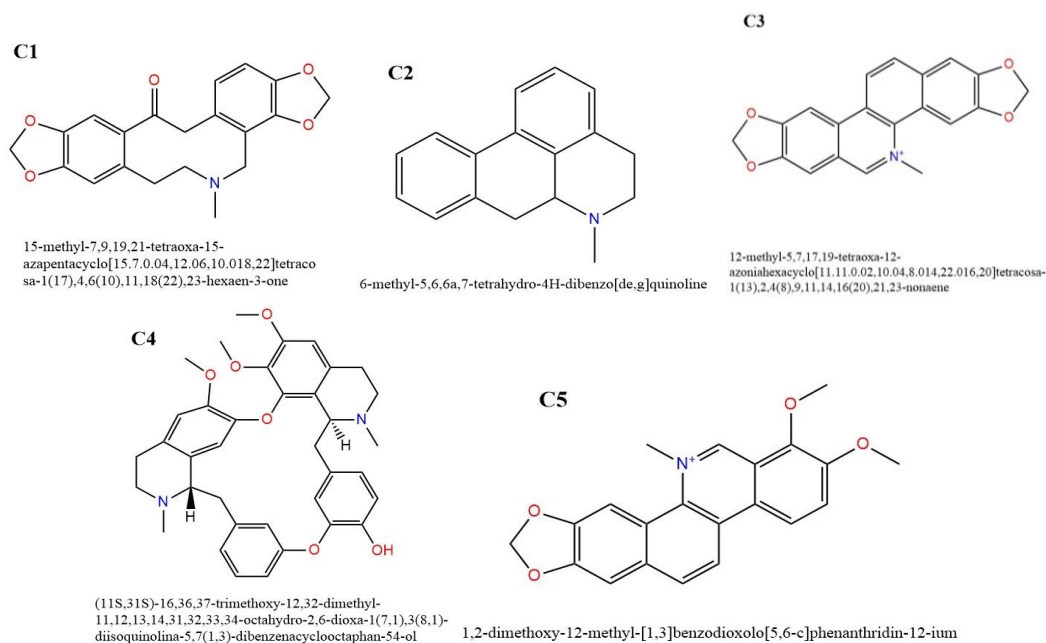 C1
15-methyl-7,9,19,21-tetraoxa-15-
azapentacyclo[15.7.0.04,12.06,10.018,22]tetraco
sa-1(17),4,6(10),11,18(22),23-hexaen-3-one
O
O
O
O
O
N
C2
6-methyl-5,6,6a,7-tetrahydro-4H-dibenzo[de,g]quinoline
N
C3
12-methyl-5,7,17,19-tetraoxa-12-
azoniahexacyclo[11.11.0.02,10.04,8.014,22.016,20]tetracosa-
1(13),2,4(8),9,11,14,16(20),21,23-nonaene
O
O
O
O
N+
C4
O
O
O
O
N
H
N
H
O
OH
(11S,31S)-16,36,37-trimethoxy-12,32-dimethyl-
11,12,13,14,31,32,33,34-octahydro-2,6-dioxa-1(7,1),3(8,1)-
diisoquinolina-5,7(1,3)-dibenzenacyclooctaphan-54-ol
C5
O
O
N+
O
O
1,2-dimethoxy-12-methyl-[1,3]benzodioxolo[5,6-c]phenanthridin-12-ium